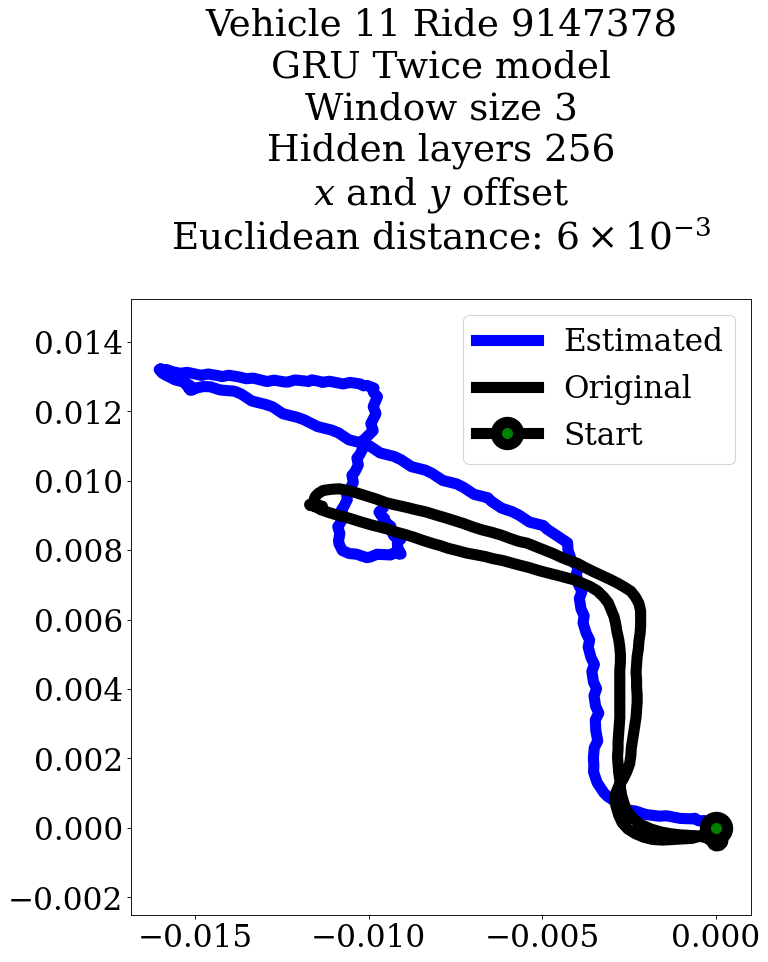 Vehicle 11 Ride 9147378
GRU Twice model
Window size 3
Hidden layers 256
x and y offset
Euclidean distance: 6 × 10⁻³
Estimated
Original
Start
0.014
0.012
0.010
0.008
0.006
0.004
0.002
0.000
−0.002
−0.015 −0.010 −0.005 0.000